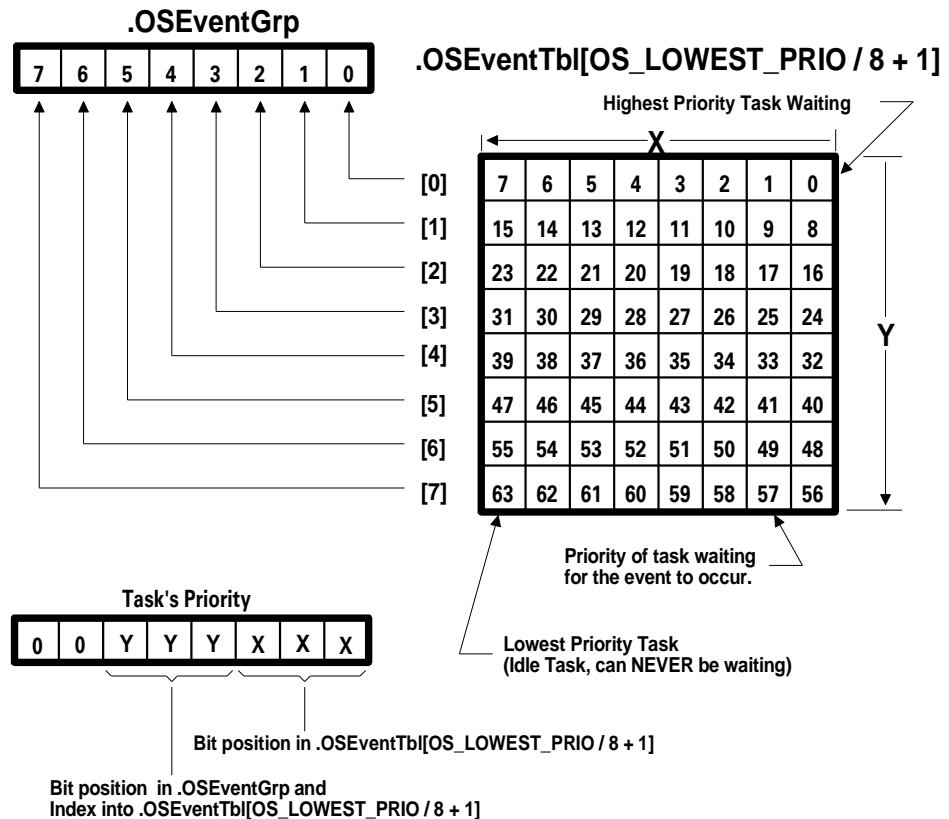 .OSEventGrp
7 6 5 4 3 2 1 0
.OSEventTbl[OS_LOWEST_PRIO / 8 + 1]
Highest Priority Task Waiting
X
[0] 7 6 5 4 3 2 1 0
[1] 15 14 13 12 11 10 9 8
[2] 23 22 21 20 19 18 17 16
[3] 31 30 29 28 27 26 25 24
Y
[4] 39 38 37 36 35 34 33 32
[5] 47 46 45 44 43 42 41 40
[6] 55 54 53 52 51 50 49 48
[7] 63 62 61 60 59 58 57 56
Priority of task waiting
for the event to occur.
Task's Priority
0 0 Y Y Y X X X
Lowest Priority Task
(Idle Task, can NEVER be waiting)
Bit position in .OSEventTbl[OS_LOWEST_PRIO / 8 + 1]
Bit position in .OSEventGrp and
Index into .OSEventTbl[OS_LOWEST_PRIO / 8 + 1]